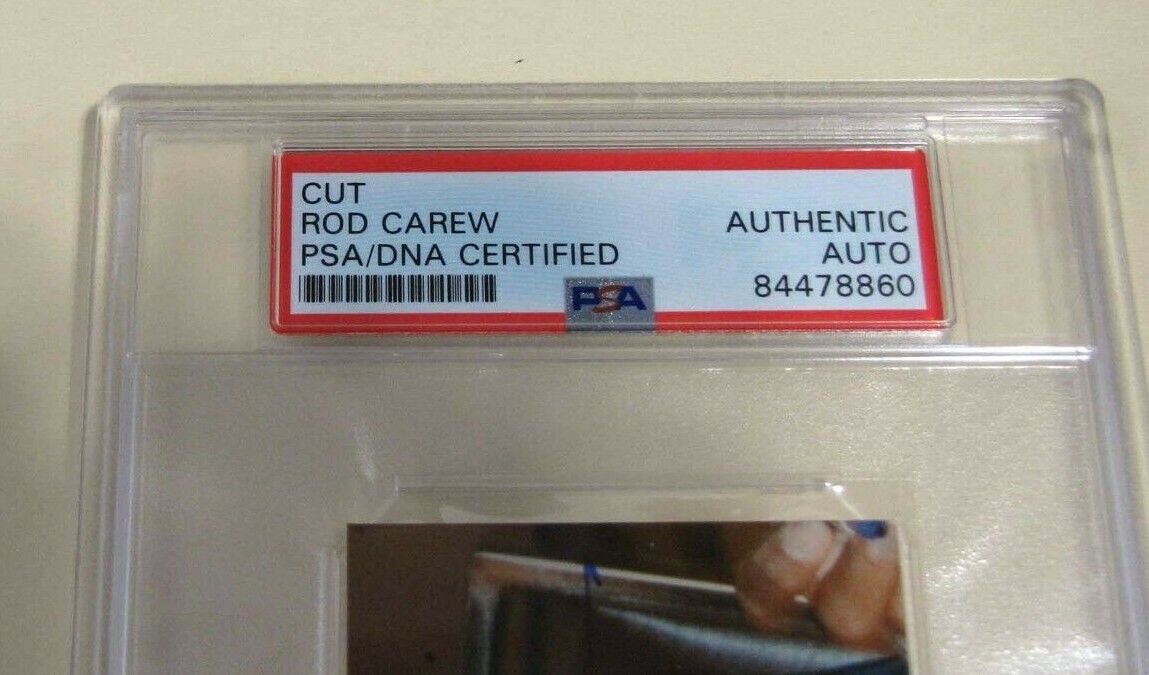 CUT
ROD CAREW
PSA/DNA CERTIFIED
AUTHENTIC
AUTO
84478860
PSA